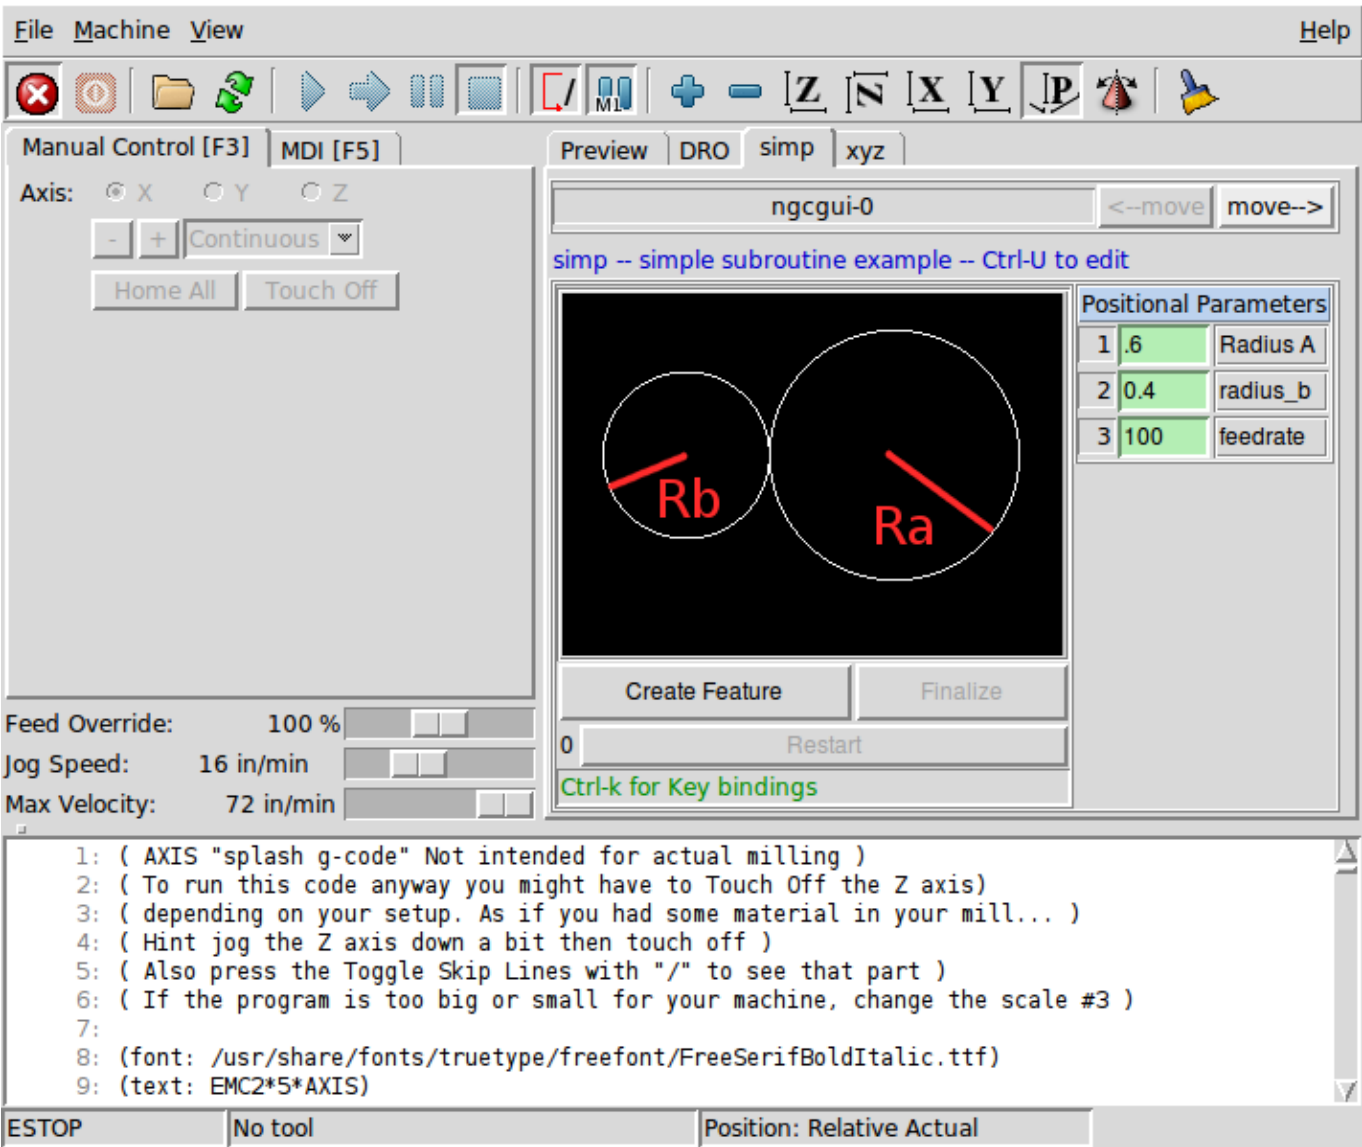 File Machine View Help
M1 Z N X Y P
Manual Control [F3] MDI [F5] Preview DRO simp xyz
Axis: X Y Z
ngcgui-0 <--move move-->
- + Continuous
simp -- simple subroutine example -- Ctrl-U to edit
Home All Touch Off
Positional Parameters
1 .6 Radius A
2 0.4 radius_b
3 100 feedrate
Rb
Ra
Create Feature Finalize
Feed Override: 100 %
0 Restart
Jog Speed: 16 in/min
Ctrl-k for Key bindings
Max Velocity: 72 in/min
1: ( AXIS "splash g-code" Not intended for actual milling )
2: ( To run this code anyway you might have to Touch Off the Z axis)
3: ( depending on your setup. As if you had some material in your mill... )
4: ( Hint jog the Z axis down a bit then touch off )
5: ( Also press the Toggle Skip Lines with "/" to see that part )
6: ( If the program is too big or small for your machine, change the scale #3 )
7:
8: (font: /usr/share/fonts/truetype/freefont/FreeSerifBoldItalic.ttf)
9: (text: EMC2*5*AXIS)
ESTOP No tool Position: Relative Actual